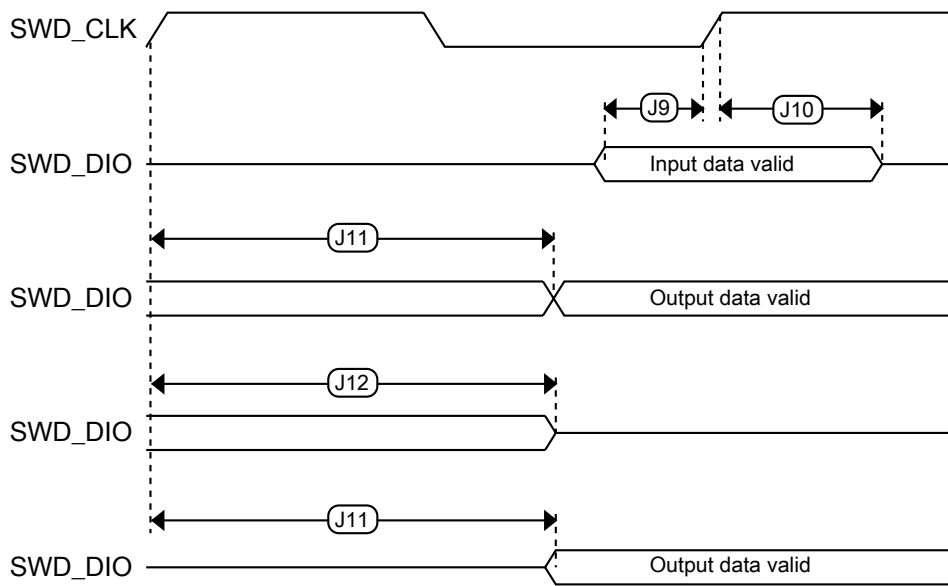 SWD_CLK
J9
J10
SWD_DIO
Input data valid
J11
SWD_DIO
Output data valid
J12
SWD_DIO
J11
SWD_DIO
Output data valid